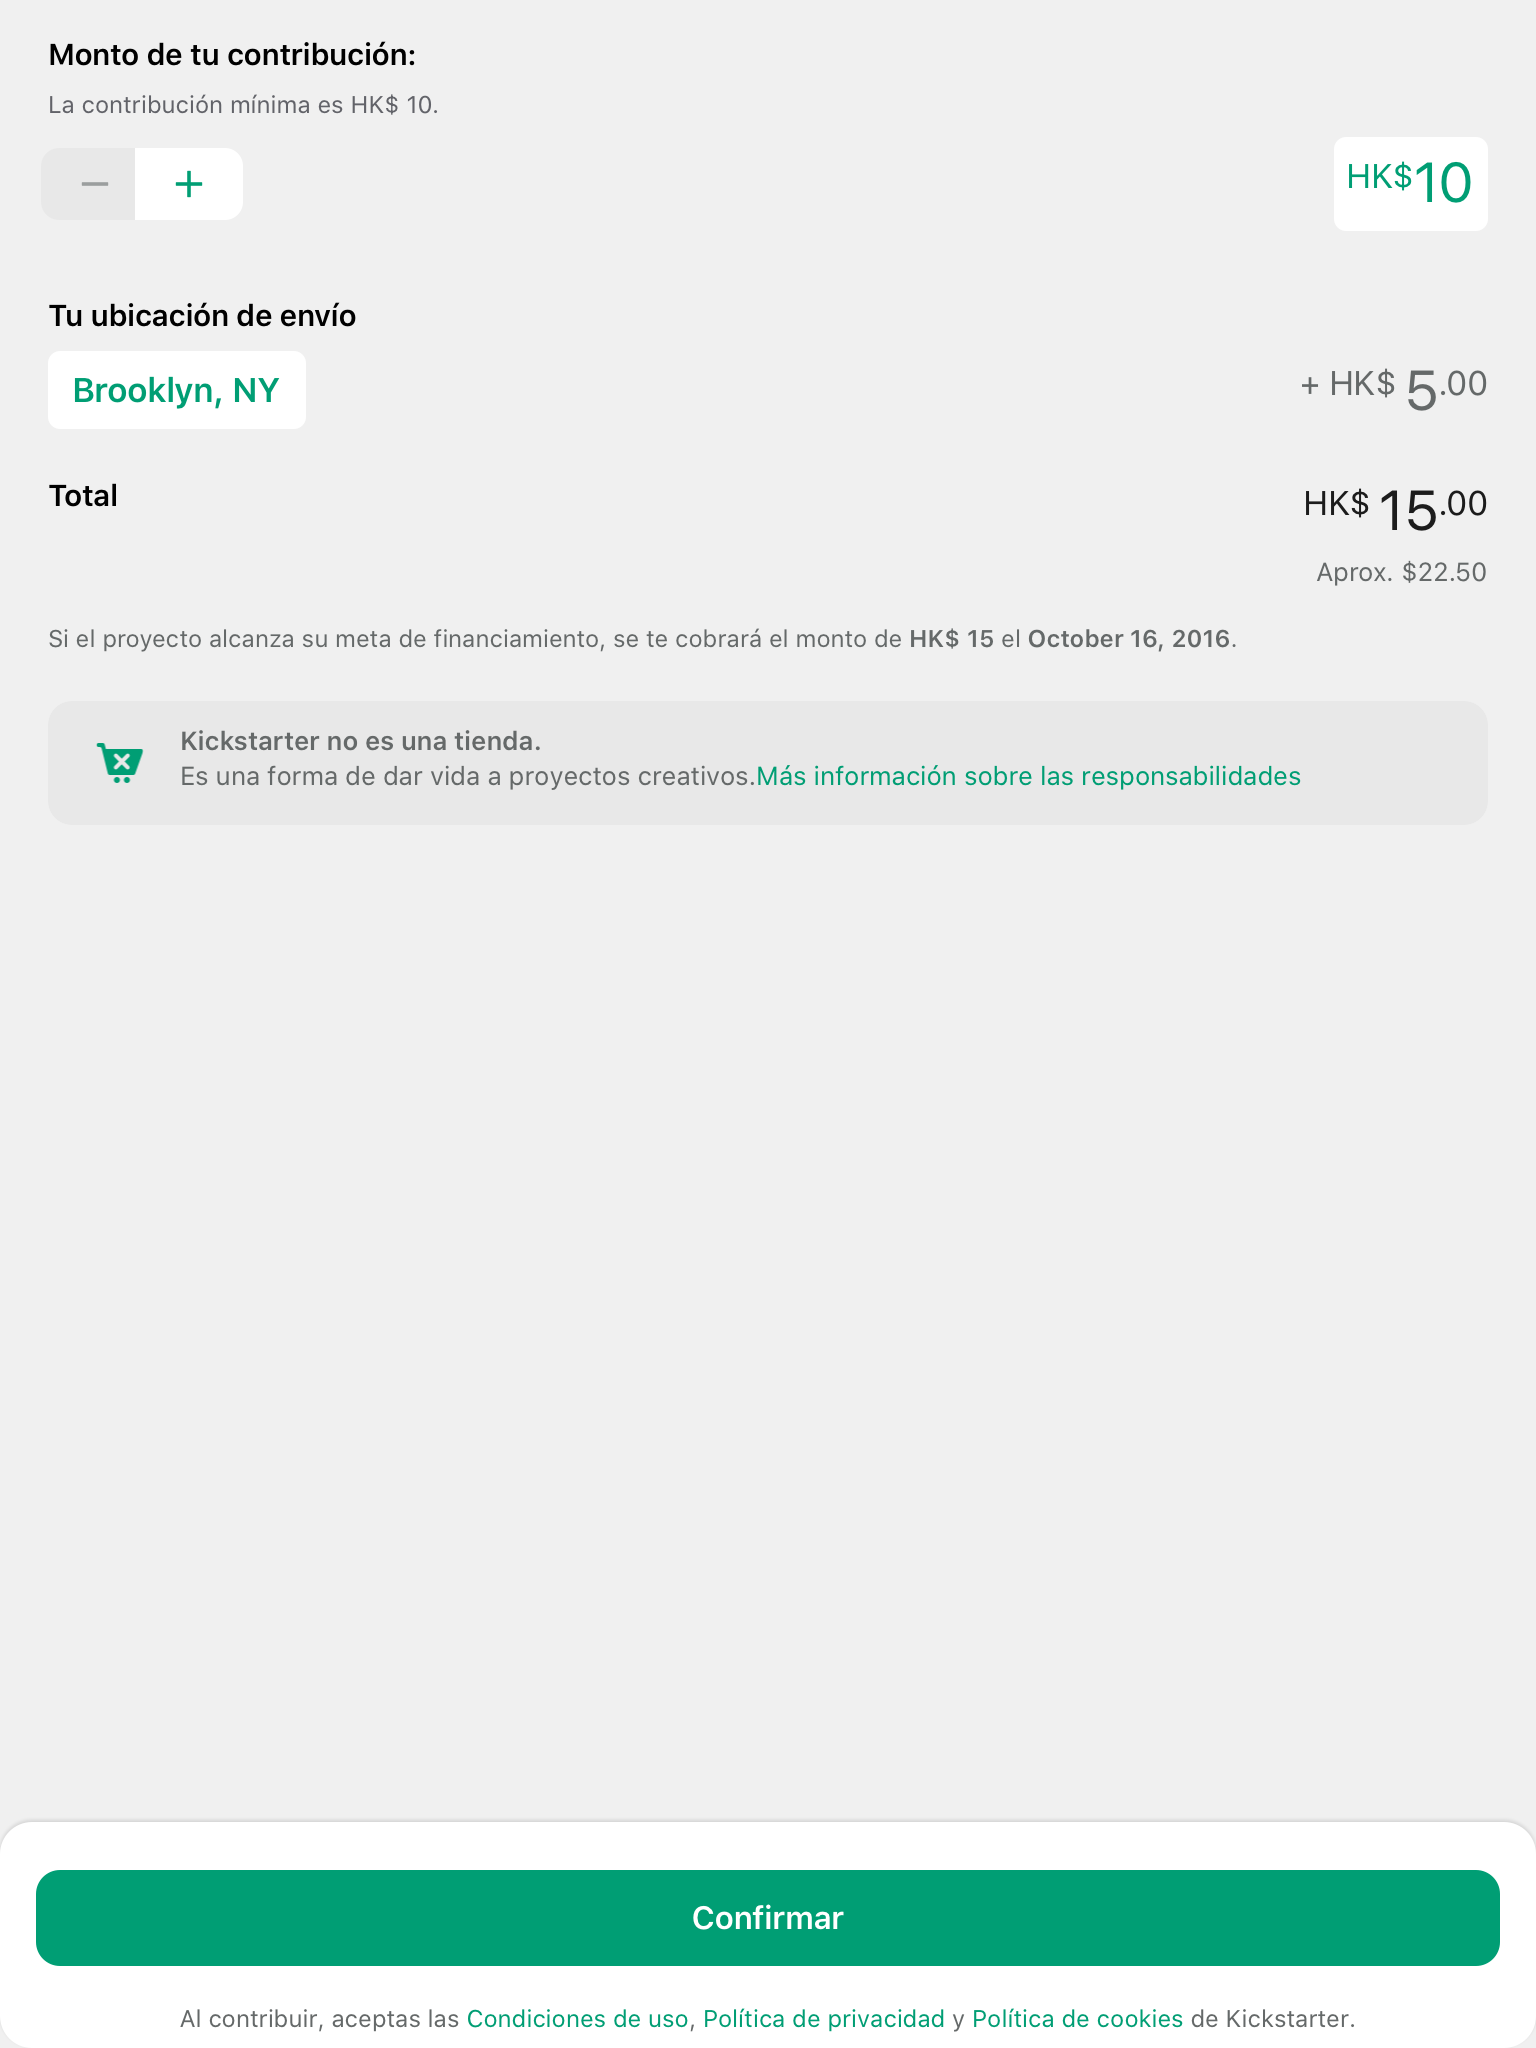 Monto de tu contribución:
La contribución mínima es HK$ 10.
− +
HK$10
Tu ubicación de envío
Brooklyn, NY
+ HK$ 5.00
Total
HK$ 15.00
Aprox. $22.50
Si el proyecto alcanza su meta de financiamiento, se te cobrará el monto de HK$ 15 el October 16, 2016.
Kickstarter no es una tienda.
Es una forma de dar vida a proyectos creativos.Más información sobre las responsabilidades
Confirmar
Al contribuir, aceptas las Condiciones de uso, Política de privacidad y Política de cookies de Kickstarter.